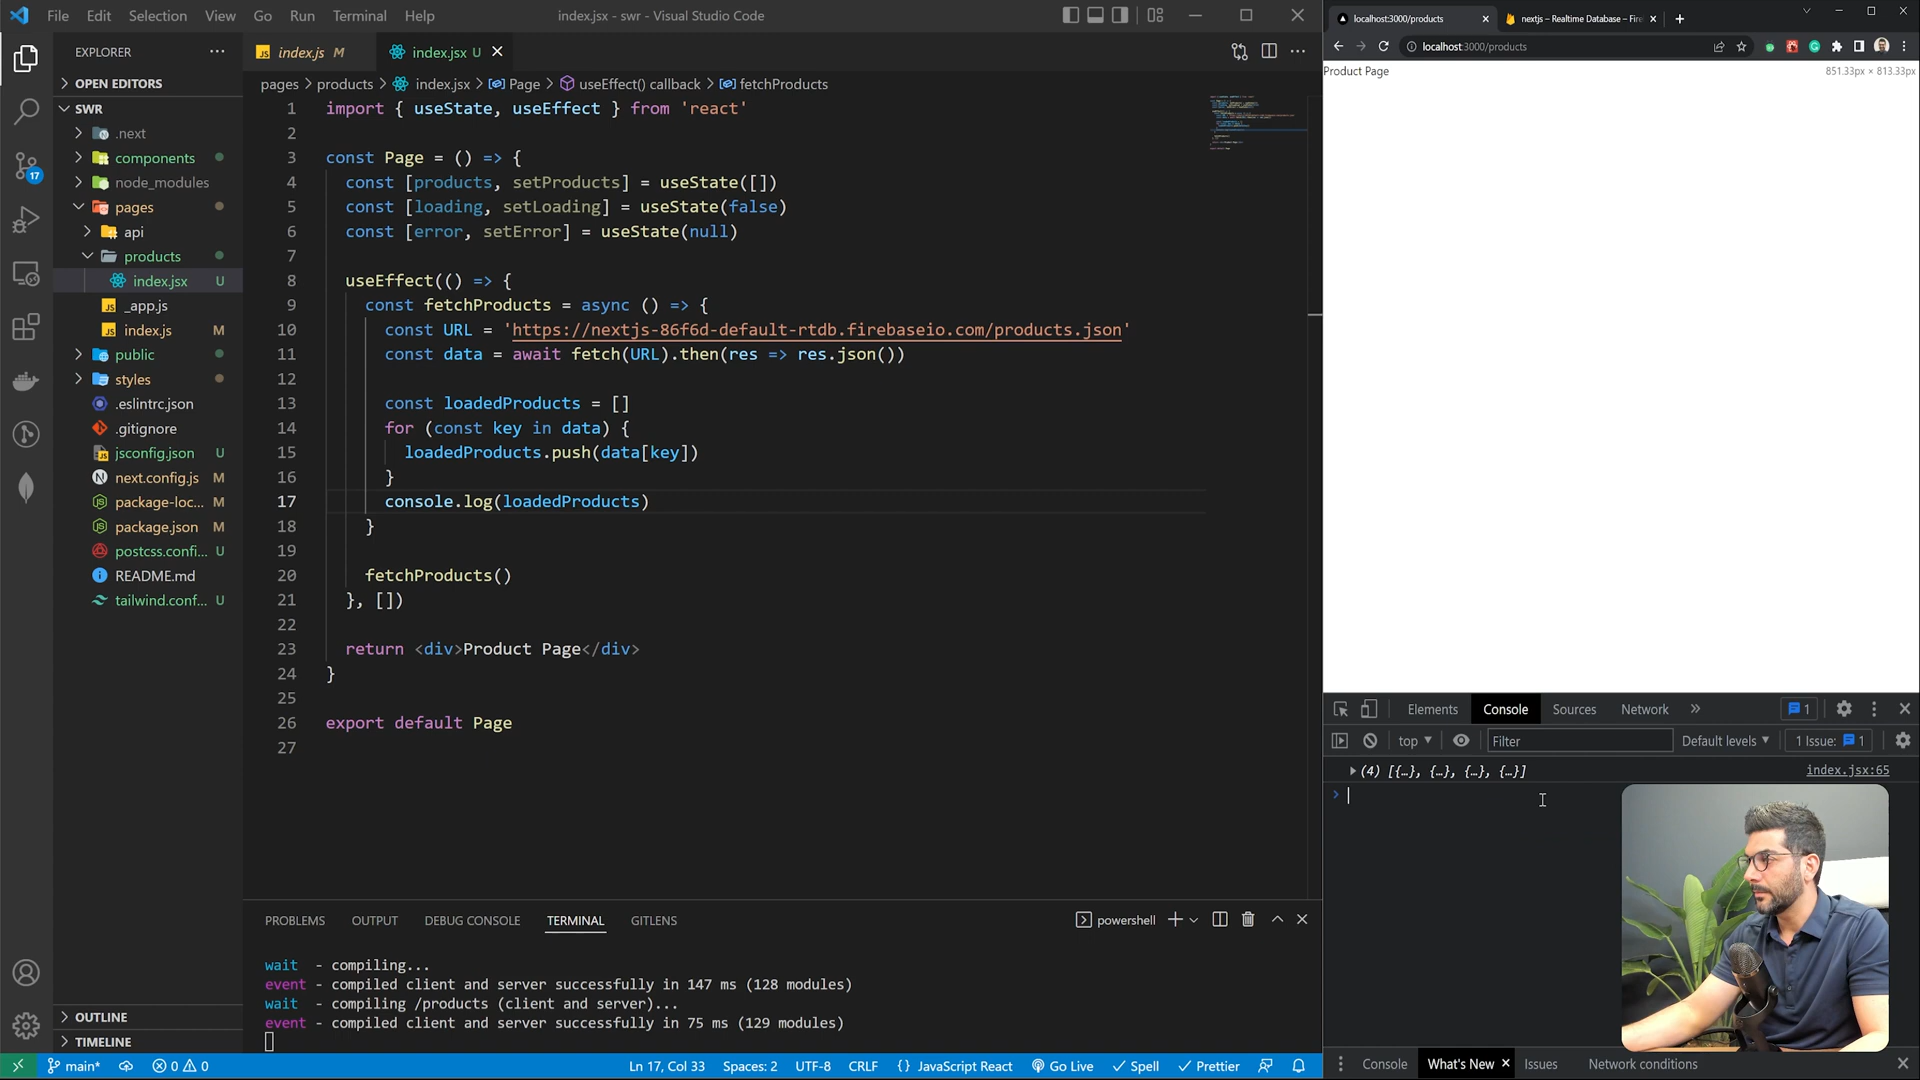 File Edit Selection View Go Run Terminal Help
index.jsx - swr - Visual Studio Code
EXPLORER
OPEN EDITORS
SWR
.next
components
node_modules
pages
api
products
index.jsx U
_app.js
index.js M
public
styles
.eslintrc.json
.gitignore
jsconfig.json U
next.config.js M
package-loc... M
package.json M
postcss.confi... U
README.md
tailwind.conf... U
OUTLINE
TIMELINE
17
index.js M
index.jsx U
pages > products > index.jsx > Page > useEffect() callback > fetchProducts
1 import { useState, useEffect } from 'react'
2
3 const Page = () => {
4 const [products, setProducts] = useState([])
5 const [loading, setLoading] = useState(false)
6 const [error, setError] = useState(null)
7
8 useEffect(() => {
9 const fetchProducts = async () => {
10 const URL = 'https://nextjs-86f6d-default-rtdb.firebaseio.com/products.json'
11 const data = await fetch(URL).then(res => res.json())
12
13 const loadedProducts = []
14 for (const key in data) {
15 loadedProducts.push(data[key])
16 }
17 console.log(loadedProducts)
18 }
19
20 fetchProducts()
21 }, [])
22
23 return <div>Product Page</div>
24 }
25
26 export default Page
27
PROBLEMS OUTPUT DEBUG CONSOLE TERMINAL GITLENS
powershell
wait - compiling...
event - compiled client and server successfully in 147 ms (128 modules)
wait - compiling /products (client and server)...
event - compiled client and server successfully in 75 ms (129 modules)
main* 0 0 Ln 17, Col 33 Spaces: 2 UTF-8 CRLF {} JavaScript React Go Live Spell Prettier
localhost:3000/products
nextjs – Realtime Database – Fire
localhost:3000/products
Product Page
851.33px × 813.33px
Elements Console Sources Network 1
top Filter Default levels 1 Issue: 1
(4) [{…}, {…}, {…}, {…}] index.jsx:65
Console What's New Issues Network conditions